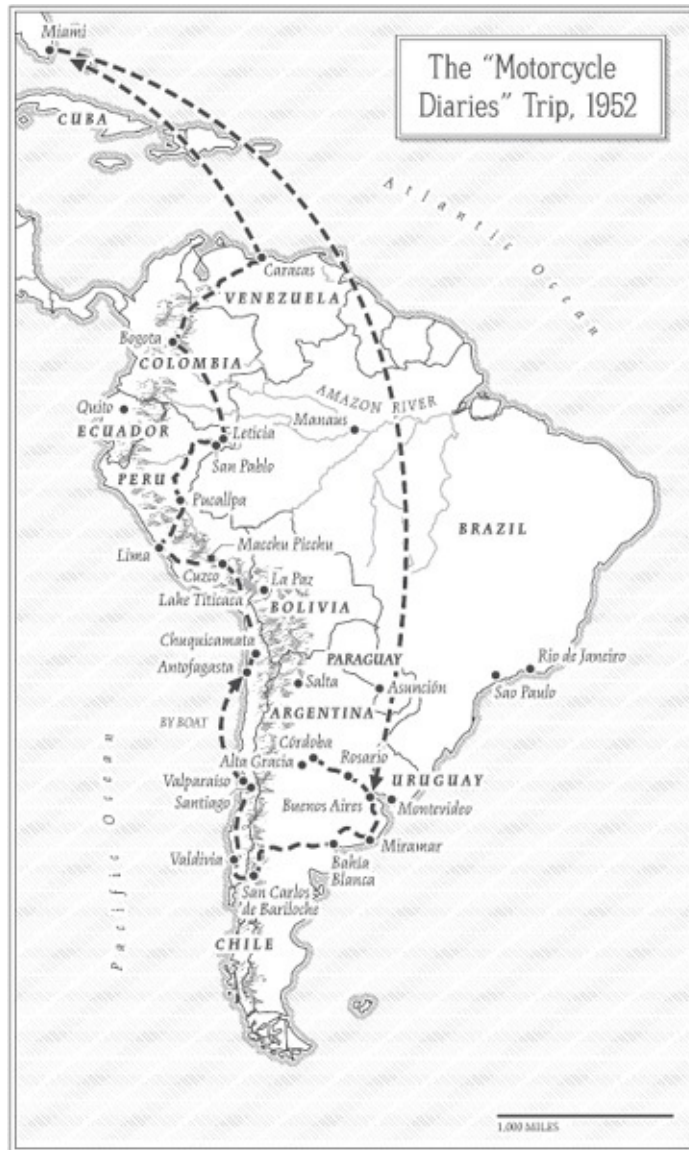 Miami
The “Motorcycle
Diaries” Trip, 1952
CUBA
Atlantic Ocean
Caracas
VENEZUELA
Bogota
COLOMBIA
AMAZON RIVER
Quito
Manaus
ECUADOR
Leticia
San Pablo
PERU
Pucallpa
BRAZIL
Lima
Macchu Picchu
Cuzco
La Paz
Lake Titicaca
BOLIVIA
Chuquicamata
PARAGUAY
Rio de Janeiro
Antofagasta
Salta
Asunción
Sao Paulo
ARGENTINA
BY BOAT
Córdoba
Alta Gracia
Rosario
Valparaíso
URUGUAY
Santiago
Buenos Aires
Montevideo
Pacific Ocean
Miramar
Valdivia
Bahía
Blanca
San Carlos
de Bariloche
CHILE
1,000 MILES